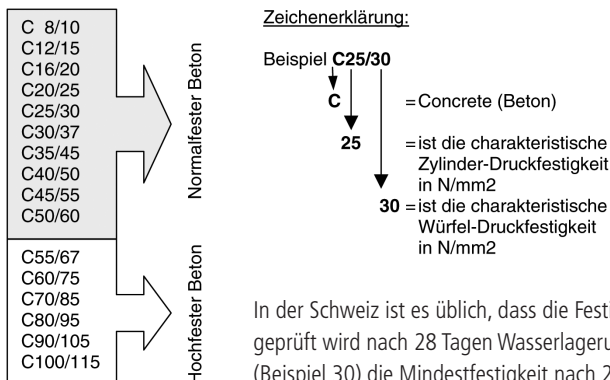 C 8/10
C12/15
C16/20
C20/25
C25/30
C30/37
C35/45
C40/50
C45/55
C50/60
Normalfester Beton
C55/67
C60/75
C70/85
C80/95
C90/105
C100/115
Hochfester Beton
Zeichenerklärung:
Beispiel C25/30
C =Concrete (Beton)
25 =ist die charakteristische
Zylinder-Druckfestigkeit
in N/mm2
30 =ist die charakteristische
Würfel-Druckfestigkeit
in N/mm2
In der Schweiz ist es üblich, dass die
geprüft wird nach 28 Tagen
(Beispiel 30) die Mindestfestigkeit nach